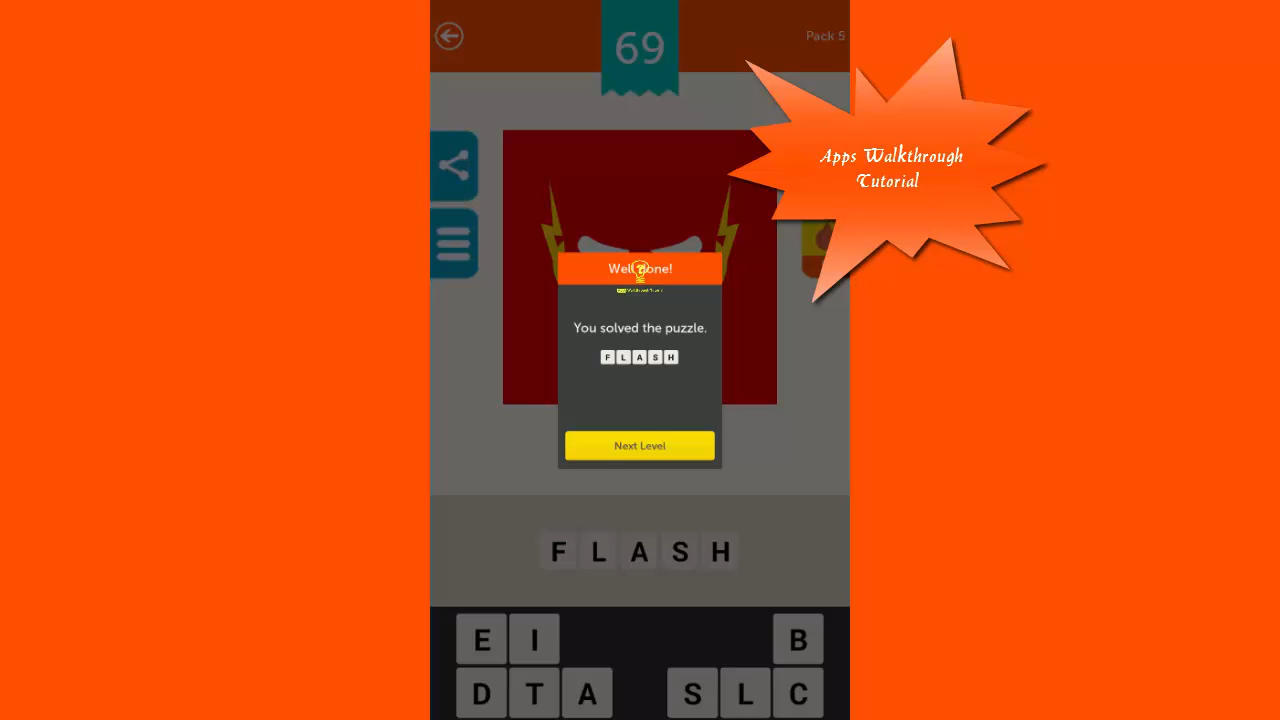 69
Pack 5
Apps Walkthrough
Tutorial
Well done!
You solved the puzzle.
F L A S H
Next Level
F L A S H
E I B
D T A S L C